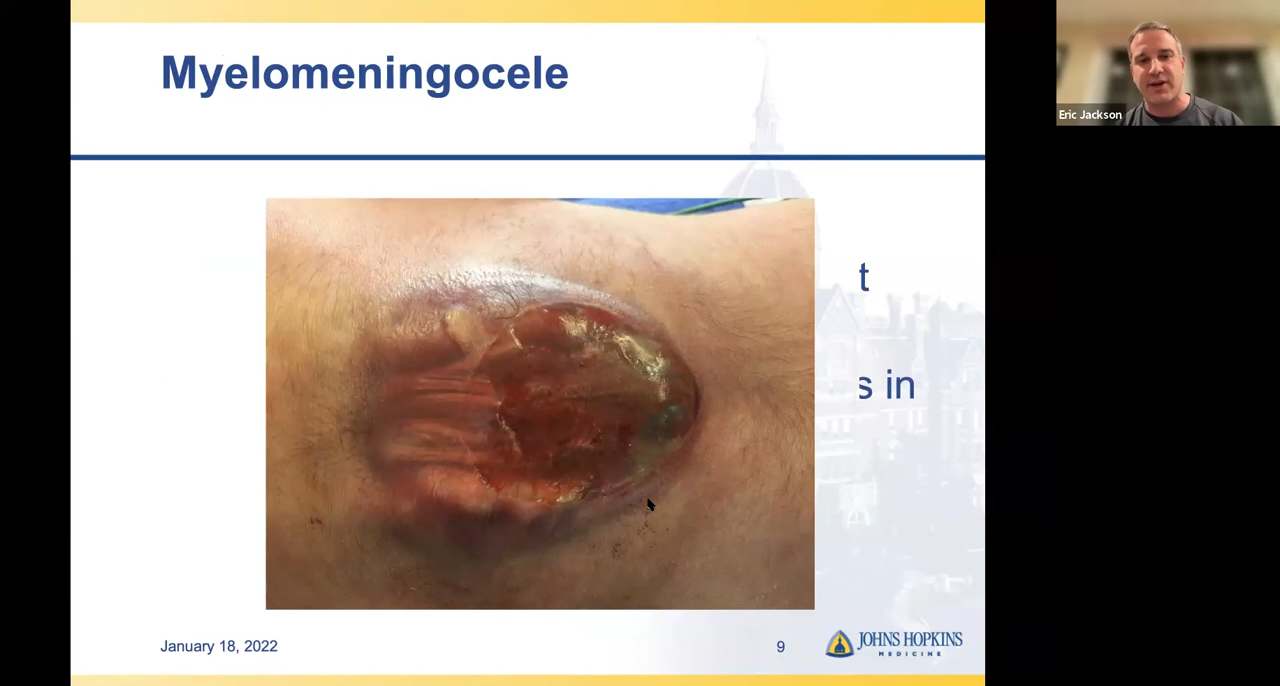 Myelomeningocele
Eric Jackson
t
s in
January 18, 2022
9
JOHNS HOPKINS
MEDICINE